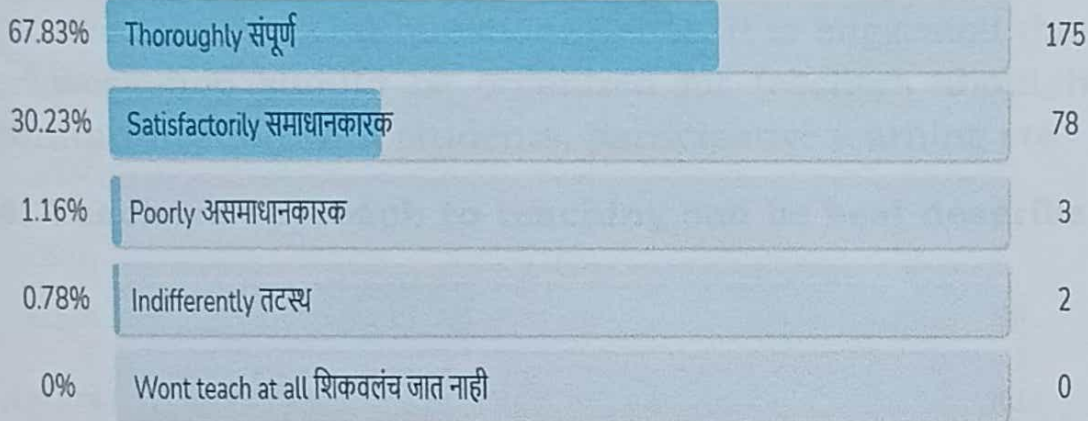 67.83% Thoroughly संपूर्ण 175
30.23% Satisfactorily समाधानकारक 78
1.16% Poorly असमाधानकारक 3
0.78% Indifferently तटस्थ 2
0% Wont teach at all शिकवलंच जात नाही 0